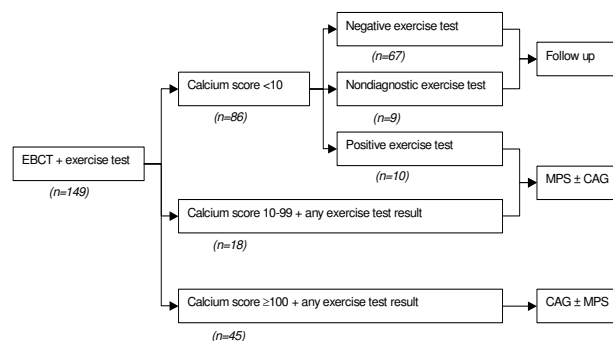 Negative exercise test
(n=67)
Follow up
Calcium score <10
(n=86)
Nondiagnostic exercise test
(n=9)
Positive exercise test
(n=10)
EBCT + exercise test
(n=149)
MPS ± CAG
Calcium score 10-99 + any exercise test result
(n=18)
Calcium score ≥100 + any exercise test result
(n=45)
CAG ± MPS